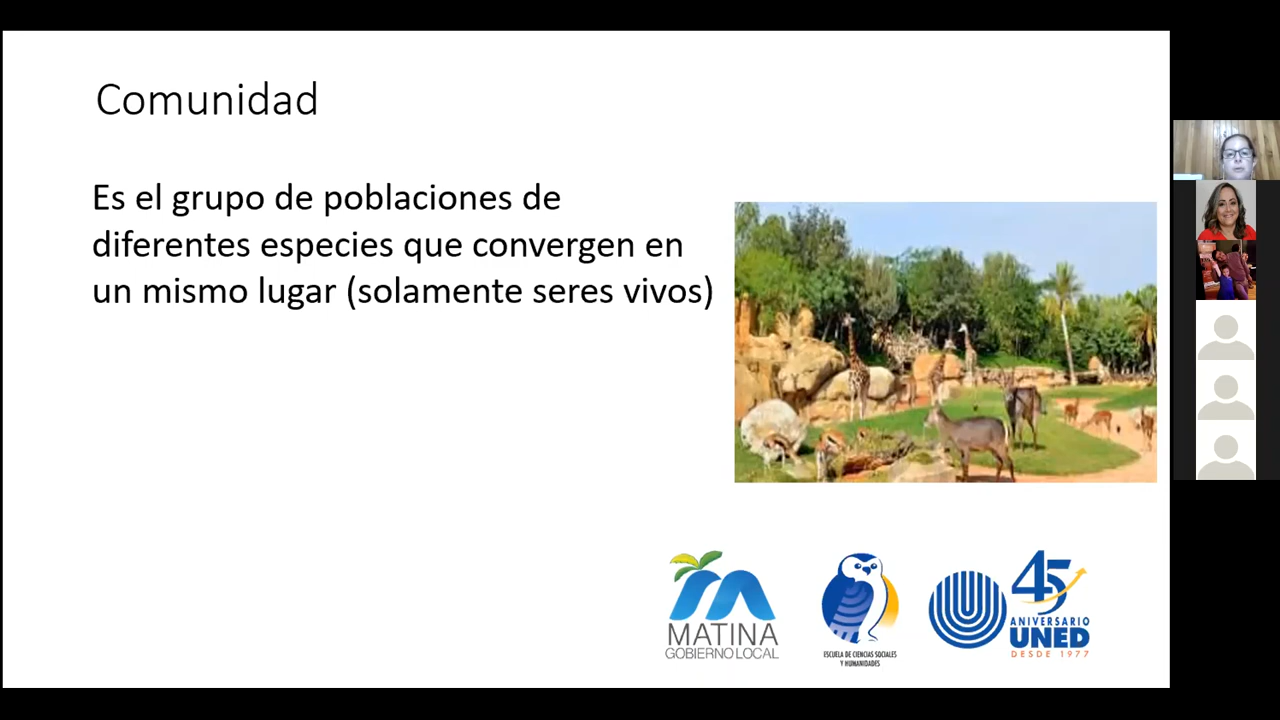 Comunidad
Es el grupo de poblaciones de
diferentes especies que convergen en
un mismo lugar (solamente seres vivos)
MATINA
GOBIERNO LOCAL
ESCUELA DE CIENCIAS SOCIALES
Y HUMANIDADES
45
ANIVERSARIO
UNED
DESDE 1977